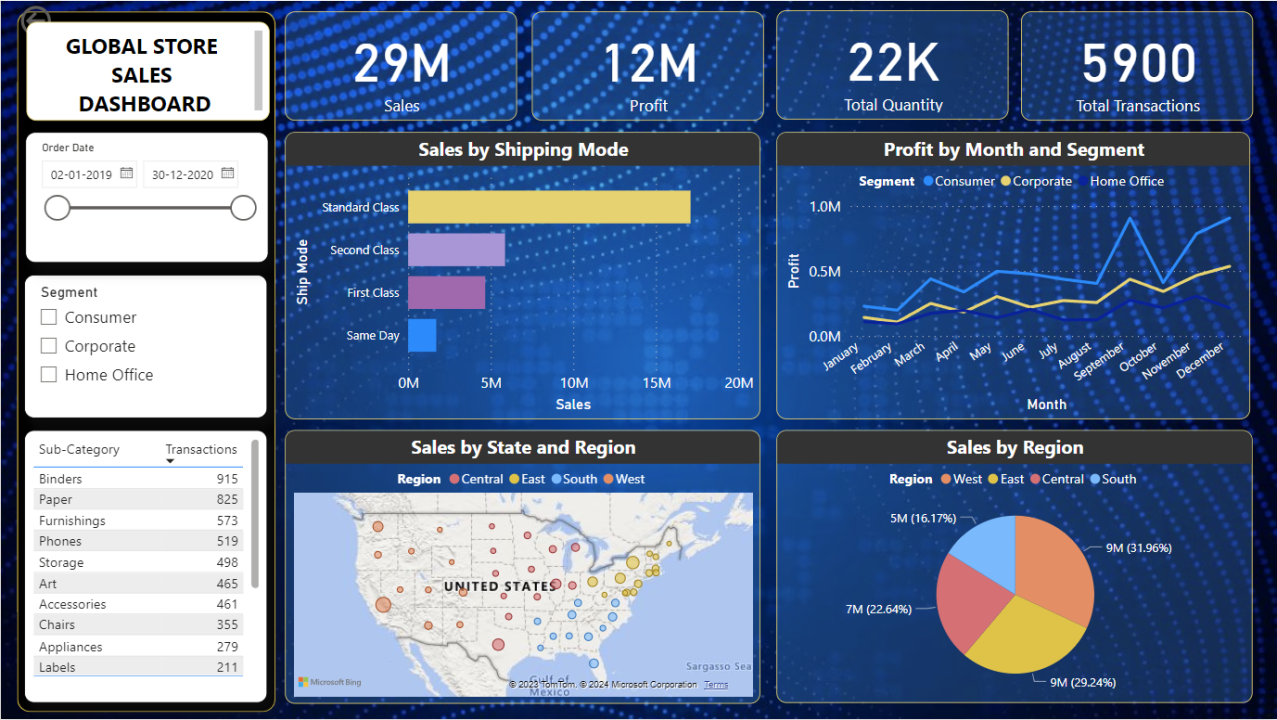 GLOBAL STORE
SALES
DASHBOARD
29M
Sales
12M
Profit
22K
Total Quantity
5900
Total Transactions
Order Date
02-01-2019
30-12-2020
Segment
Consumer
Corporate
Home Office
Sub-Category Transactions
Binders 915
Paper 825
Furnishings 573
Phones 519
Storage 498
Art 465
Accessories 461
Chairs 355
Appliances 279
Labels 211
Sales by Shipping Mode
Ship Mode
Standard Class
Second Class
First Class
Same Day
0M 5M 10M 15M 20M
Sales
Profit by Month and Segment
Segment Consumer Corporate Home Office
Profit
1.0M
0.5M
0.0M
January February March April May June July August September October November December
Month
Sales by State and Region
Region Central East South West
UNITED STATES
Sargasso Sea
Gulf of
Mexico
Microsoft Bing
© 2023 TomTom, © 2024 Microsoft Corporation Terms
Sales by Region
Region West East Central South
5M (16.17%)
9M (31.96%)
7M (22.64%)
9M (29.24%)